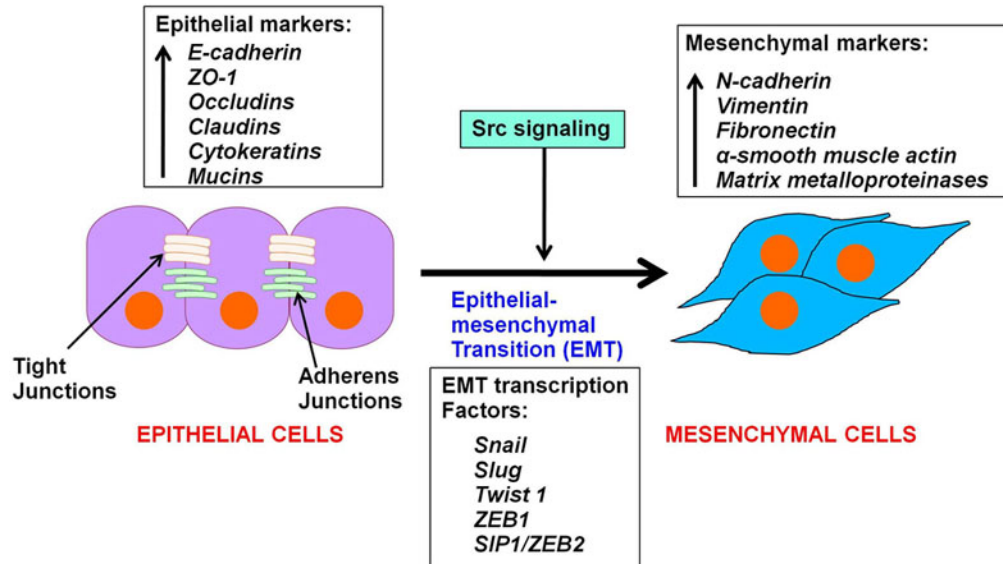 Epithelial markers:
E-cadherin
ZO-1
Occludins
Claudins
Cytokeratins
Mucins
Mesenchymal markers:
N-cadherin
Vimentin
Fibronectin
α-smooth muscle actin
Matrix metalloproteinases
Src signaling
Epithelial-
mesenchymal
Transition (EMT)
Tight
Junctions
Adherens
Junctions
EPITHELIAL CELLS
MESENCHYMAL CELLS
EMT transcription
Factors:
Snail
Slug
Twist 1
ZEB1
SIP1/ZEB2